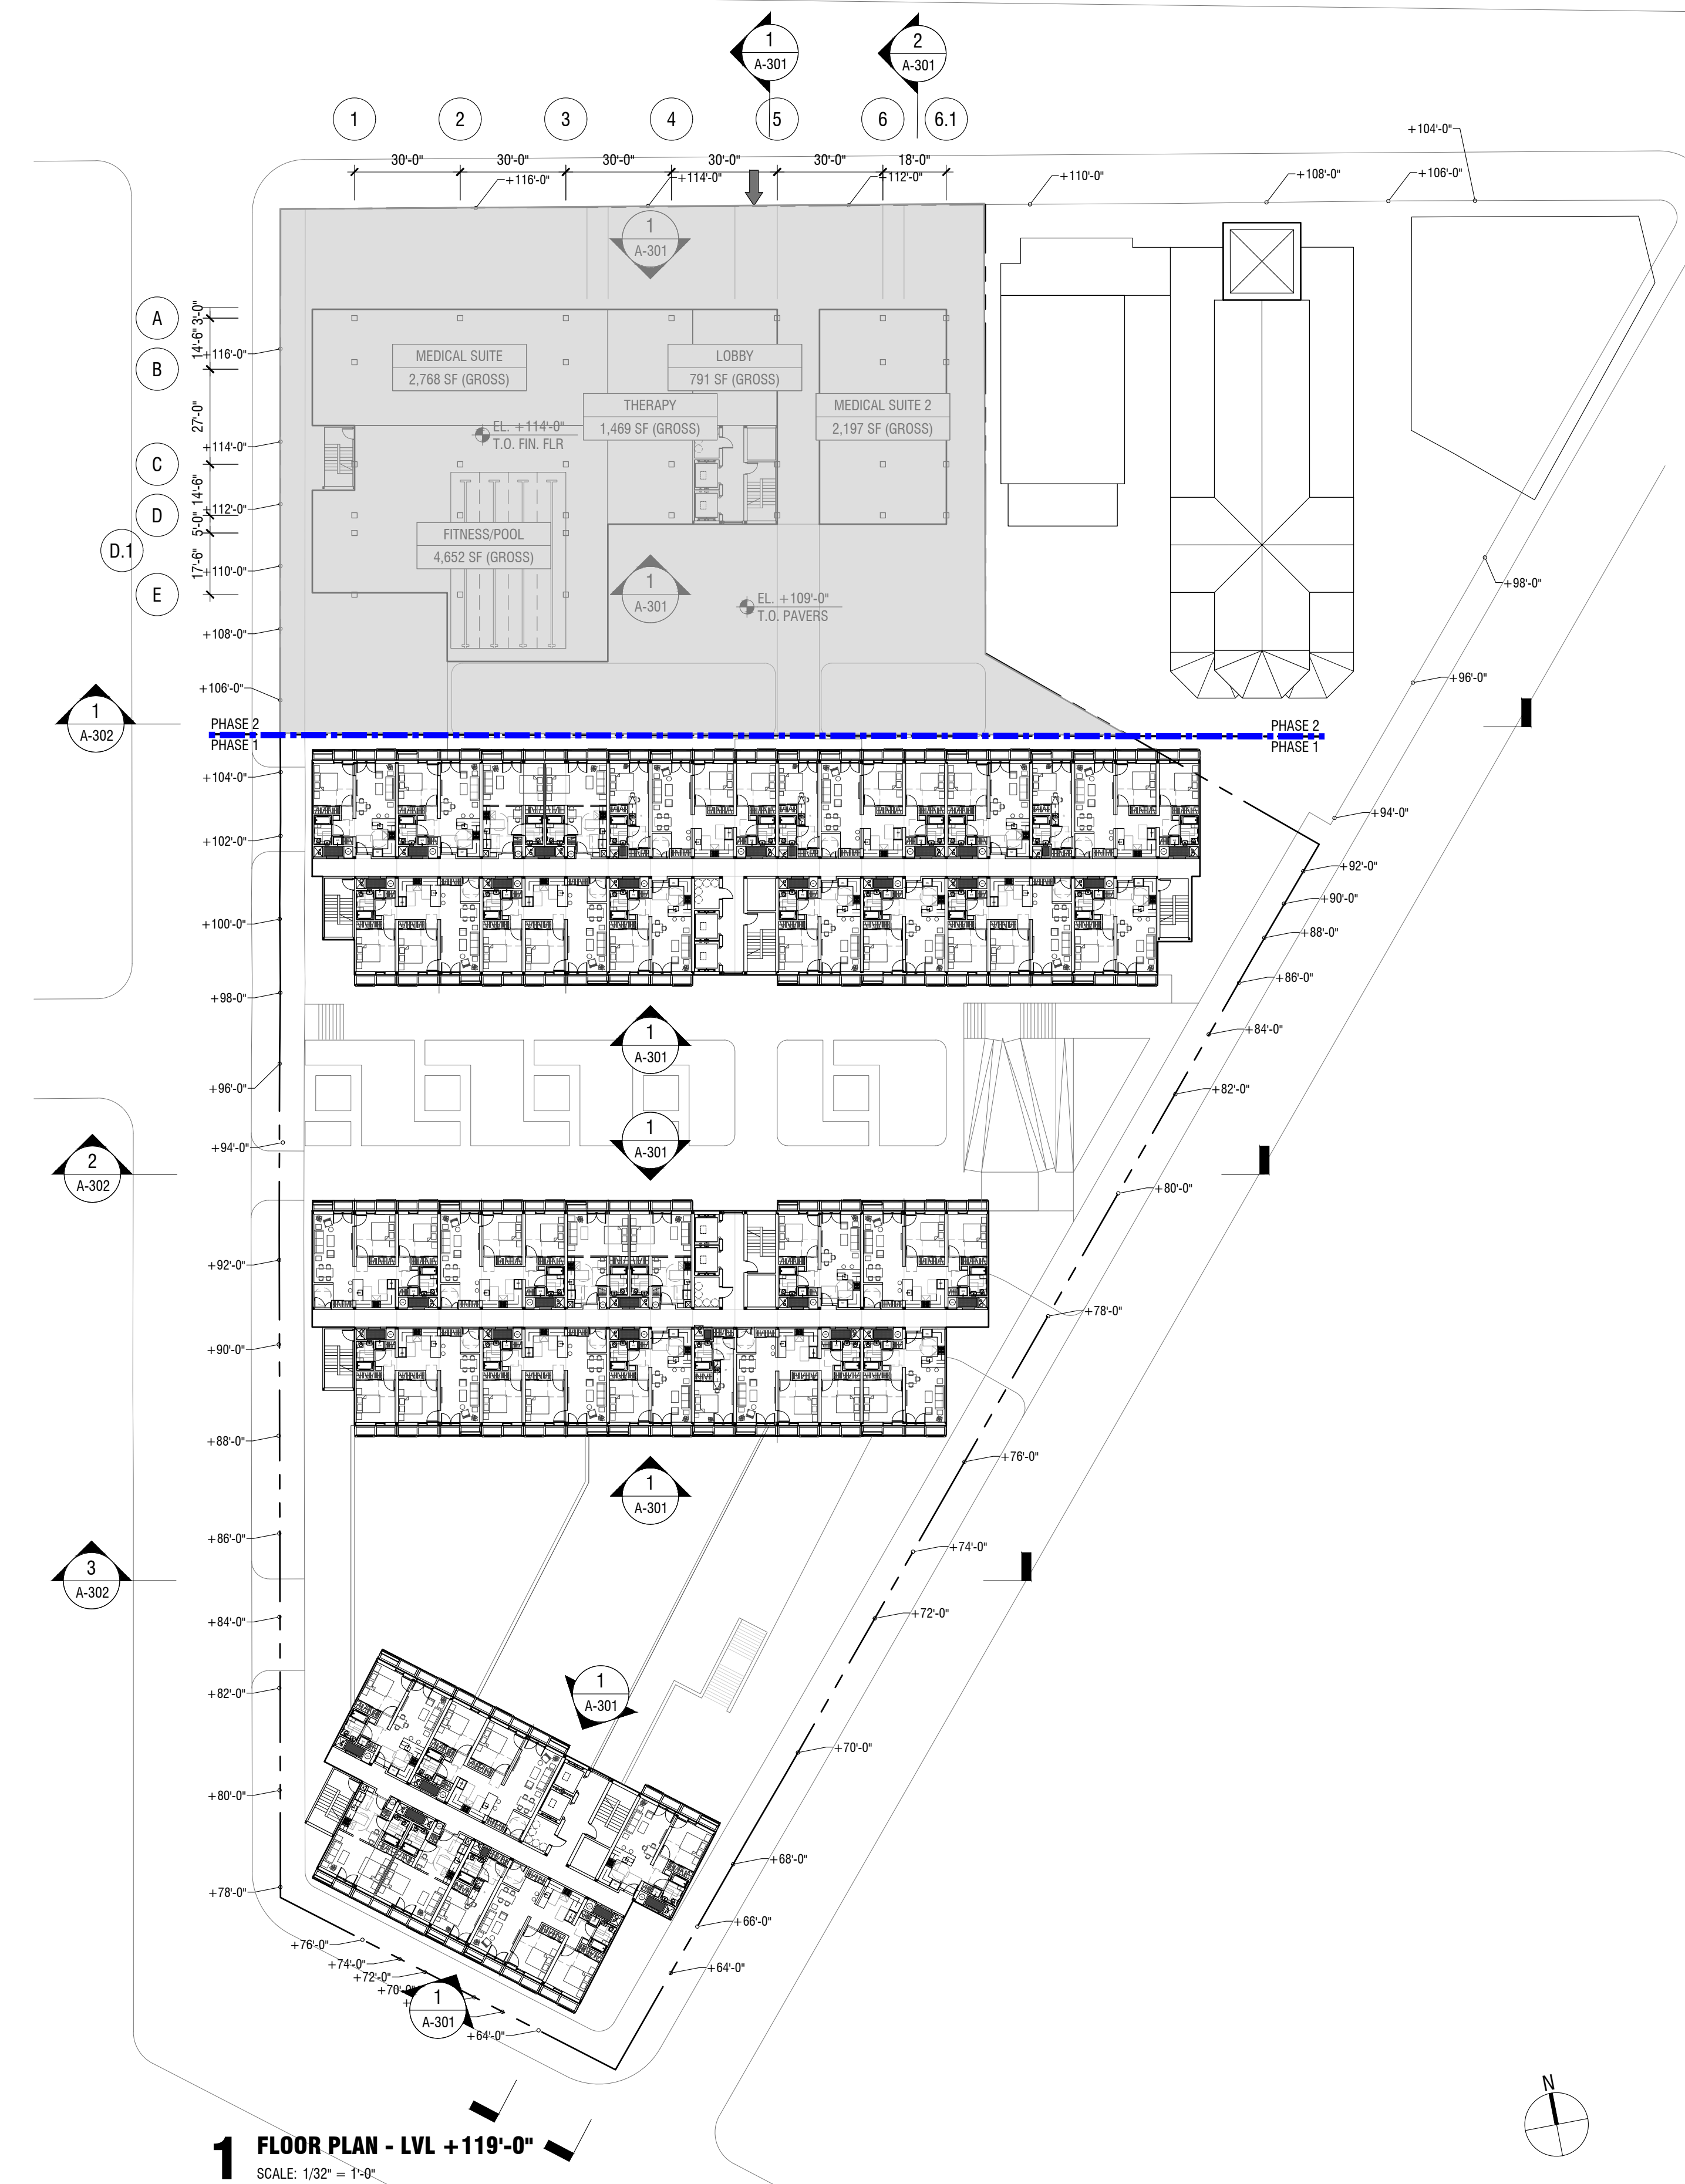 1
A-301
2
A-301
1
2
3
4
5
6
6.1
+104'-0"
30'-0"
30'-0"
30'-0"
30'-0"
30'-0"
18'-0"
+116'-0"
+114'-0"
+112'-0"
+110'-0"
+108'-0"
+106'-0"
1
A-301
A
B
C
D
D.1
E
3'-0"
14'-6"
27'-0"
14'-6"
5'-0"
17'-6"
+116'-0"
+114'-0"
+112'-0"
+110'-0"
+108'-0"
+106'-0"
MEDICAL SUITE
2,768 SF (GROSS)
LOBBY
791 SF (GROSS)
THERAPY
1,469 SF (GROSS)
MEDICAL SUITE 2
2,197 SF (GROSS)
EL. +114'-0"
T.O. FIN. FLR
FITNESS/POOL
4,652 SF (GROSS)
1
A-301
EL. +109'-0"
T.O. PAVERS
+98'-0"
+96'-0"
1
A-302
PHASE 2
PHASE 1
PHASE 2
PHASE 1
+104'-0"
+102'-0"
+100'-0"
+98'-0"
+96'-0"
+94'-0"
+94'-0"
+92'-0"
+90'-0"
+88'-0"
+86'-0"
+84'-0"
+82'-0"
+80'-0"
+78'-0"
1
A-301
1
A-301
2
A-302
+92'-0"
+90'-0"
+88'-0"
+86'-0"
+84'-0"
+82'-0"
+80'-0"
+78'-0"
1
A-301
+76'-0"
+74'-0"
+72'-0"
+70'-0"
+68'-0"
+66'-0"
+64'-0"
3
A-302
1
A-301
+76'-0"
+74'-0"
+72'-0"
+70'-0"
1
A-301
+64'-0"
N
1
FLOOR PLAN - LVL +119'-0"
SCALE: 1/32" = 1'-0"